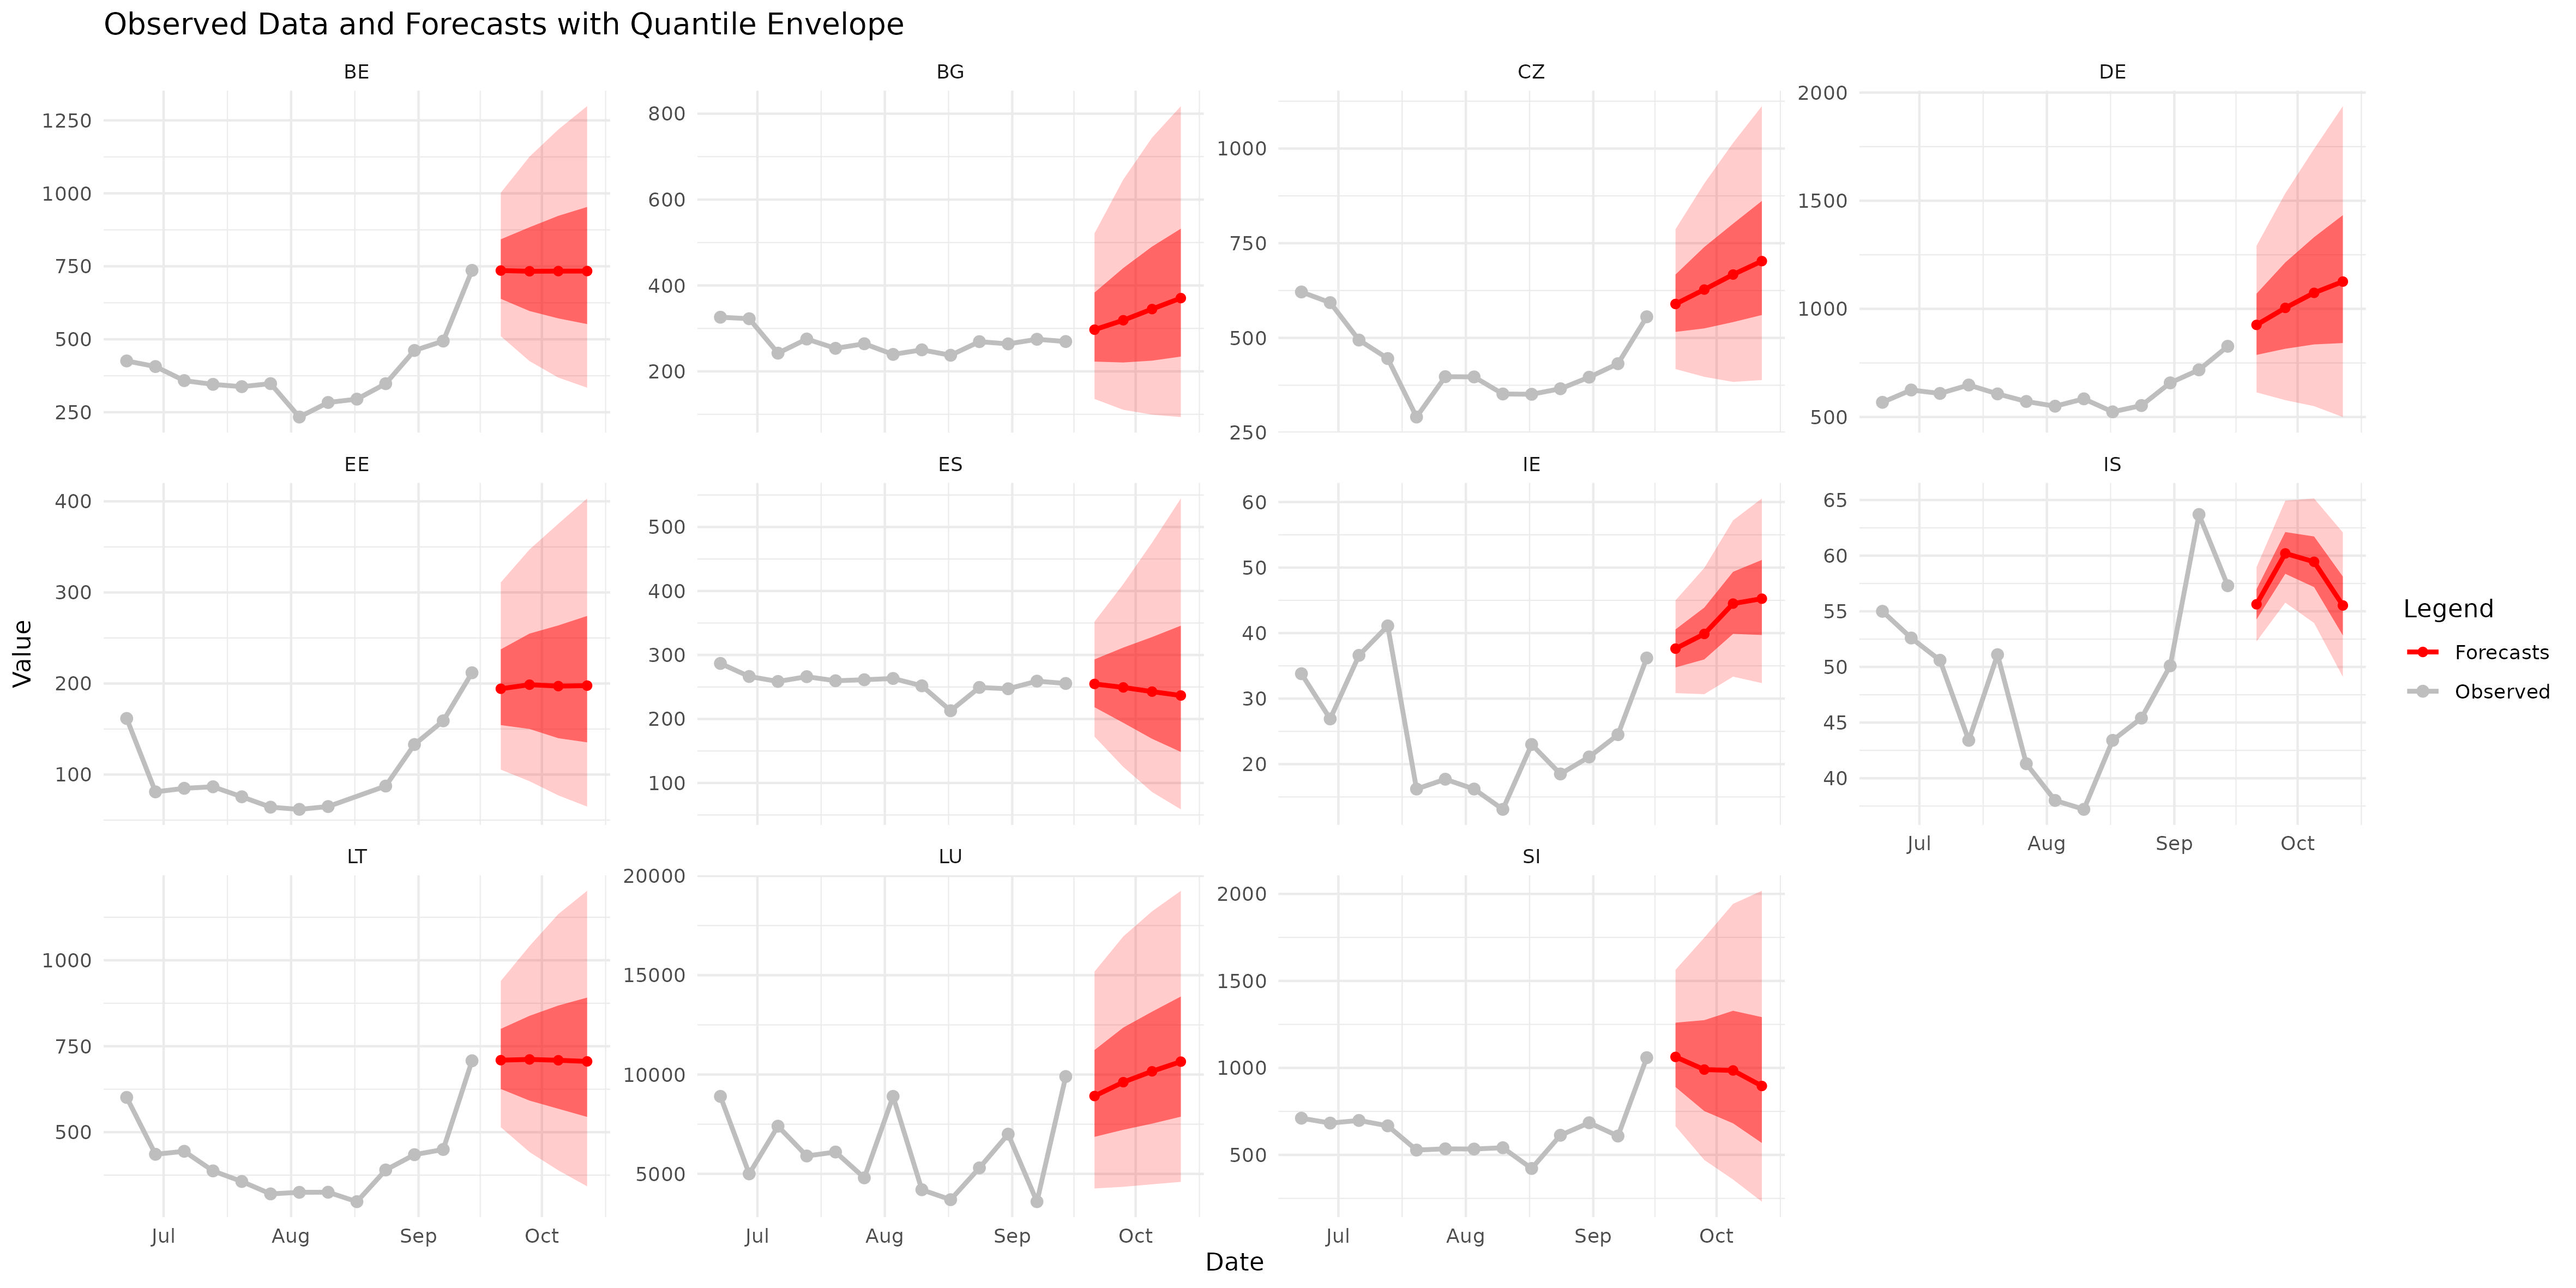 Observed Data and Forecasts with Quantile Envelope
BE
BG
CZ
DE
1250
1000
750
500
250
800
600
400
200
1000
750
500
250
2000
1500
1000
500
EE
ES
IE
IS
400
300
200
100
500
400
300
200
100
60
50
40
30
20
65
60
55
50
45
40
Jul Aug Sep Oct
LT
LU
SI
1000
750
500
20000
15000
10000
5000
2000
1500
1000
500
Jul Aug Sep Oct
Jul Aug Sep Oct
Jul Aug Sep Oct
Value
Date
Legend
Forecasts
Observed